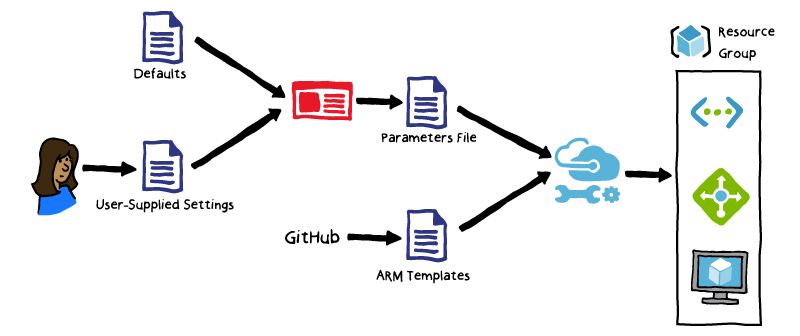 Resource
Group
Defaults
Parameters File
User-Supplied Settings
GitHub
ARM Templates